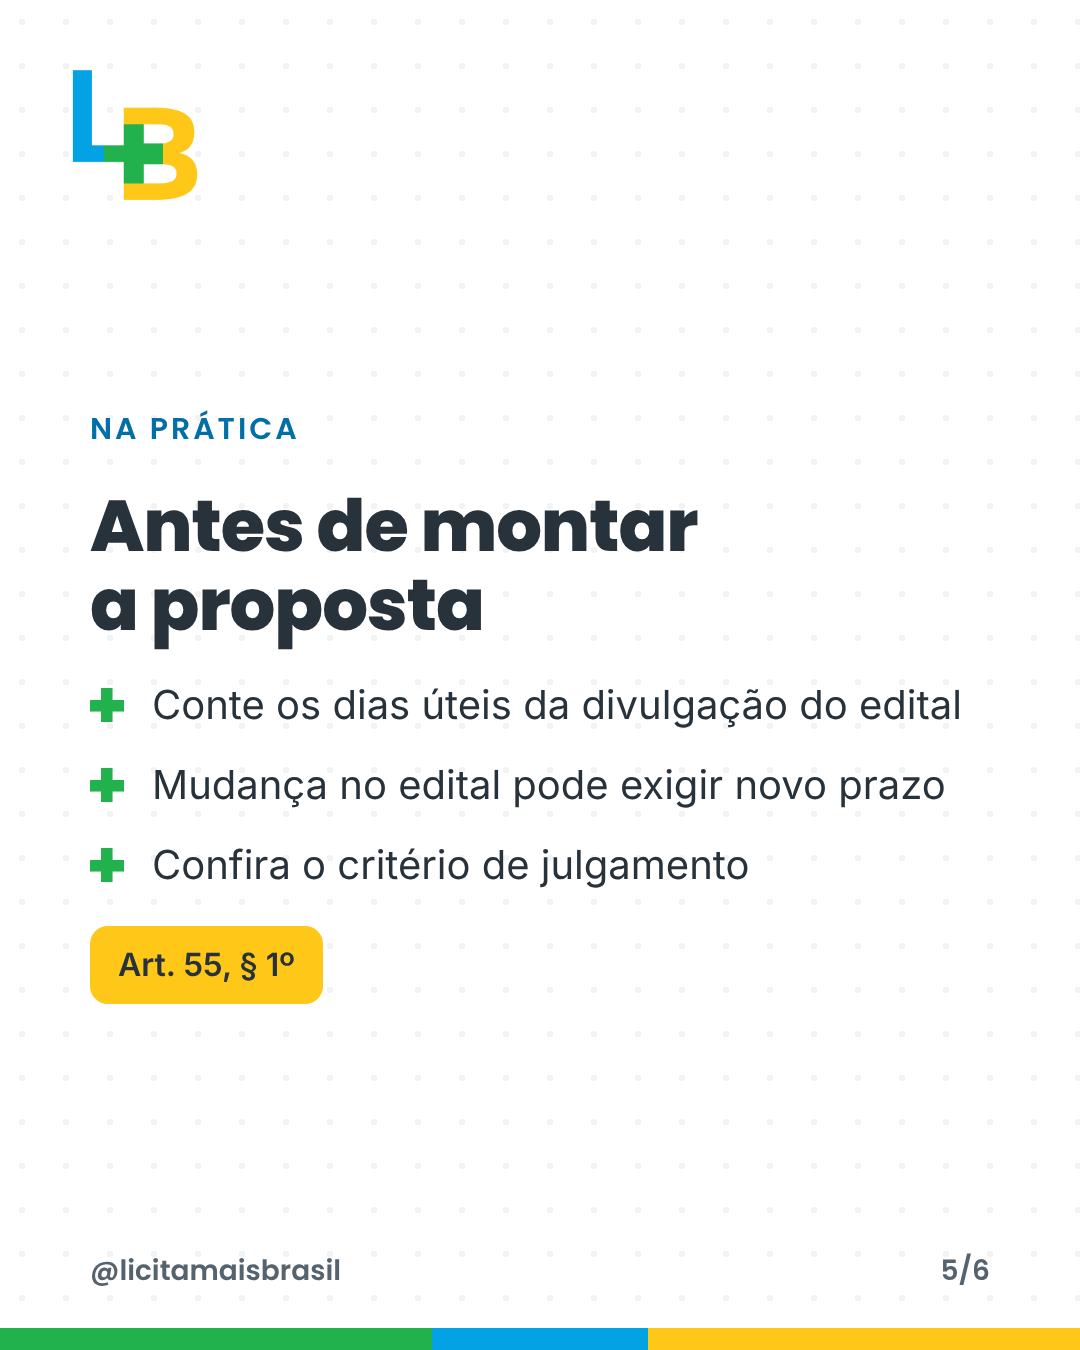 L+B
NA PRÁTICA
Antes de montar
a proposta
Conte os dias úteis da divulgação do edital
Mudança no edital pode exigir novo prazo
Confira o critério de julgamento
Art. 55, § 1º
@licitamaisbrasil
5/6